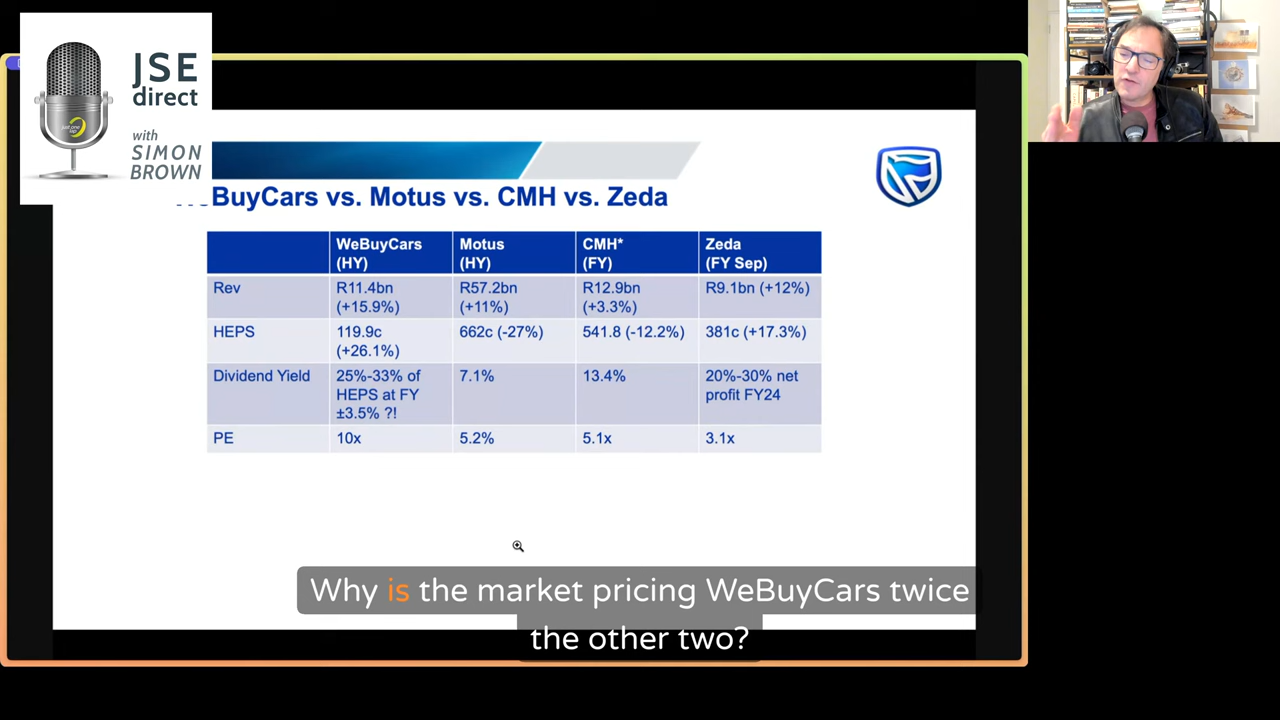 JSE
direct
with
SIMON
BROWN
just one lap
BuyCars vs. Motus vs. CMH vs. Zeda
WeBuyCars (HY) Motus (HY) CMH* (FY) Zeda (FY Sep)
Rev R11.4bn (+15.9%) R57.2bn (+11%) R12.9bn (+3.3%) R9.1bn (+12%)
HEPS 119.9c (+26.1%) 662c (-27%) 541.8 (-12.2%) 381c (+17.3%)
Dividend Yield 25%-33% of HEPS at FY ±3.5% ?! 7.1% 13.4% 20%-30% net profit FY24
PE 10x 5.2% 5.1x 3.1x
Why is the market pricing WeBuyCars twice
the other two?